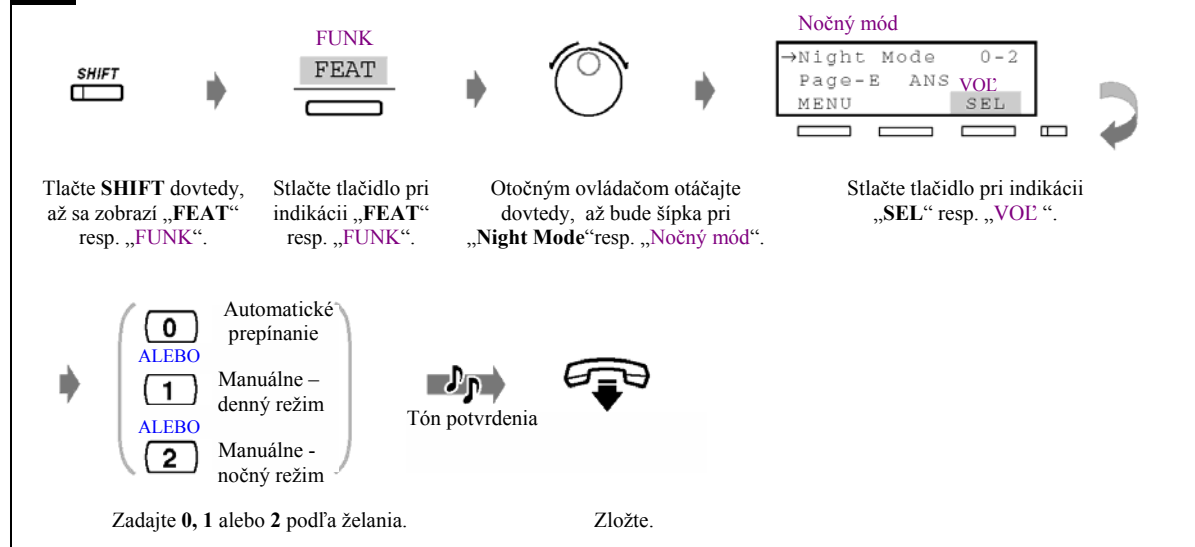 SHIFT
FUNK
FEAT
Nočný mód
→Night Mode 0-2
Page-E ANS VOĽ
MENU SEL
Tlačte SHIFT dovtedy,
až sa zobrazí „FEAT“
resp. „FUNK“.
Stlačte tlačidlo pri
indikácii „FEAT“
resp. „FUNK“.
Otočným ovládačom otáčajte
dovtedy, až bude šípka pri
„Night Mode“resp. „Nočný mód“.
Stlačte tlačidlo pri indikácii
„SEL“ resp. „VOĽ “.
0 Automatické
prepínanie
ALEBO
1 Manuálne –
denný režim
ALEBO
2 Manuálne -
nočný režim
Zadajte 0, 1 alebo 2 podľa želania.
Tón potvrdenia
Zložte.